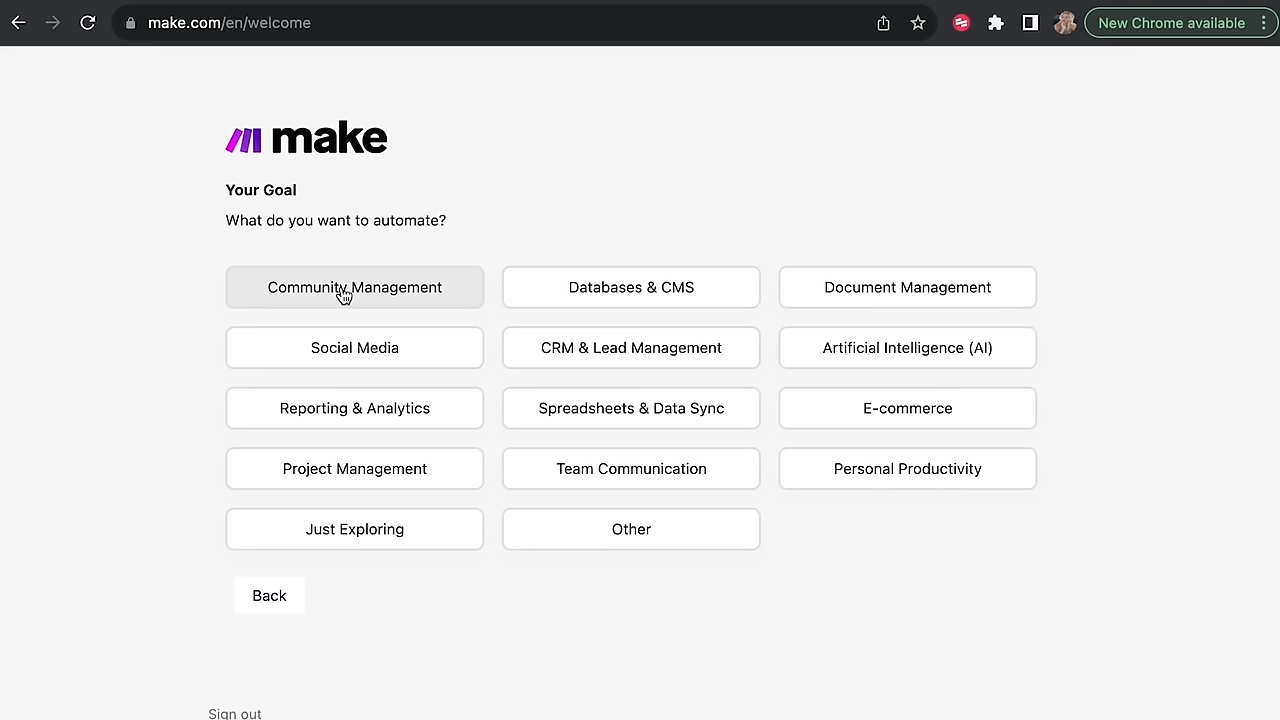 make.com/en/welcome
New Chrome available
make
Your Goal
What do you want to automate?
Community Management
Databases & CMS
Document Management
Social Media
CRM & Lead Management
Artificial Intelligence (AI)
Reporting & Analytics
Spreadsheets & Data Sync
E-commerce
Project Management
Team Communication
Personal Productivity
Just Exploring
Other
Back
Sign out